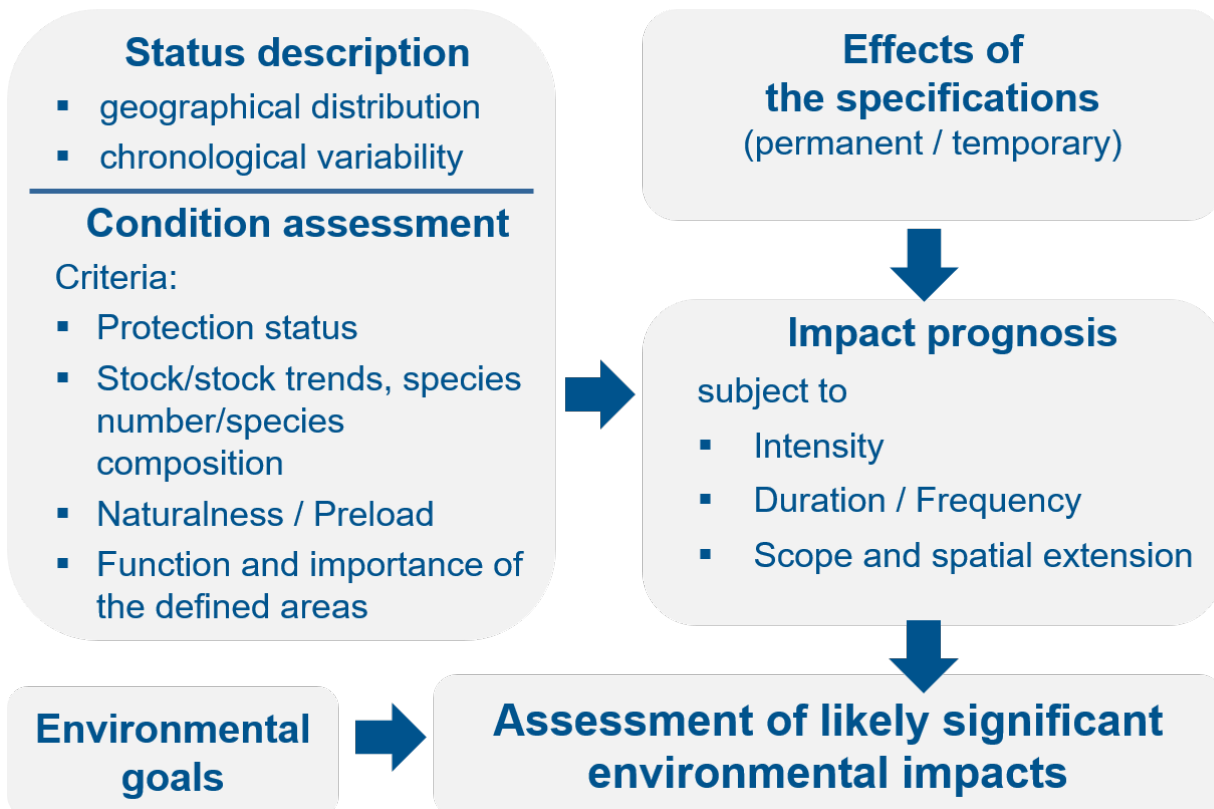 Status description
▪ geographical distribution
▪ chronological variability
Condition assessment
Criteria:
▪ Protection status
▪ Stock/stock trends, species
number/species
composition
▪ Naturalness / Preload
▪ Function and importance of
the defined areas
Effects of
the specifications
(permanent / temporary)
Impact prognosis
subject to
▪ Intensity
▪ Duration / Frequency
▪ Scope and spatial extension
Environmental
goals
Assessment of likely significant
environmental impacts